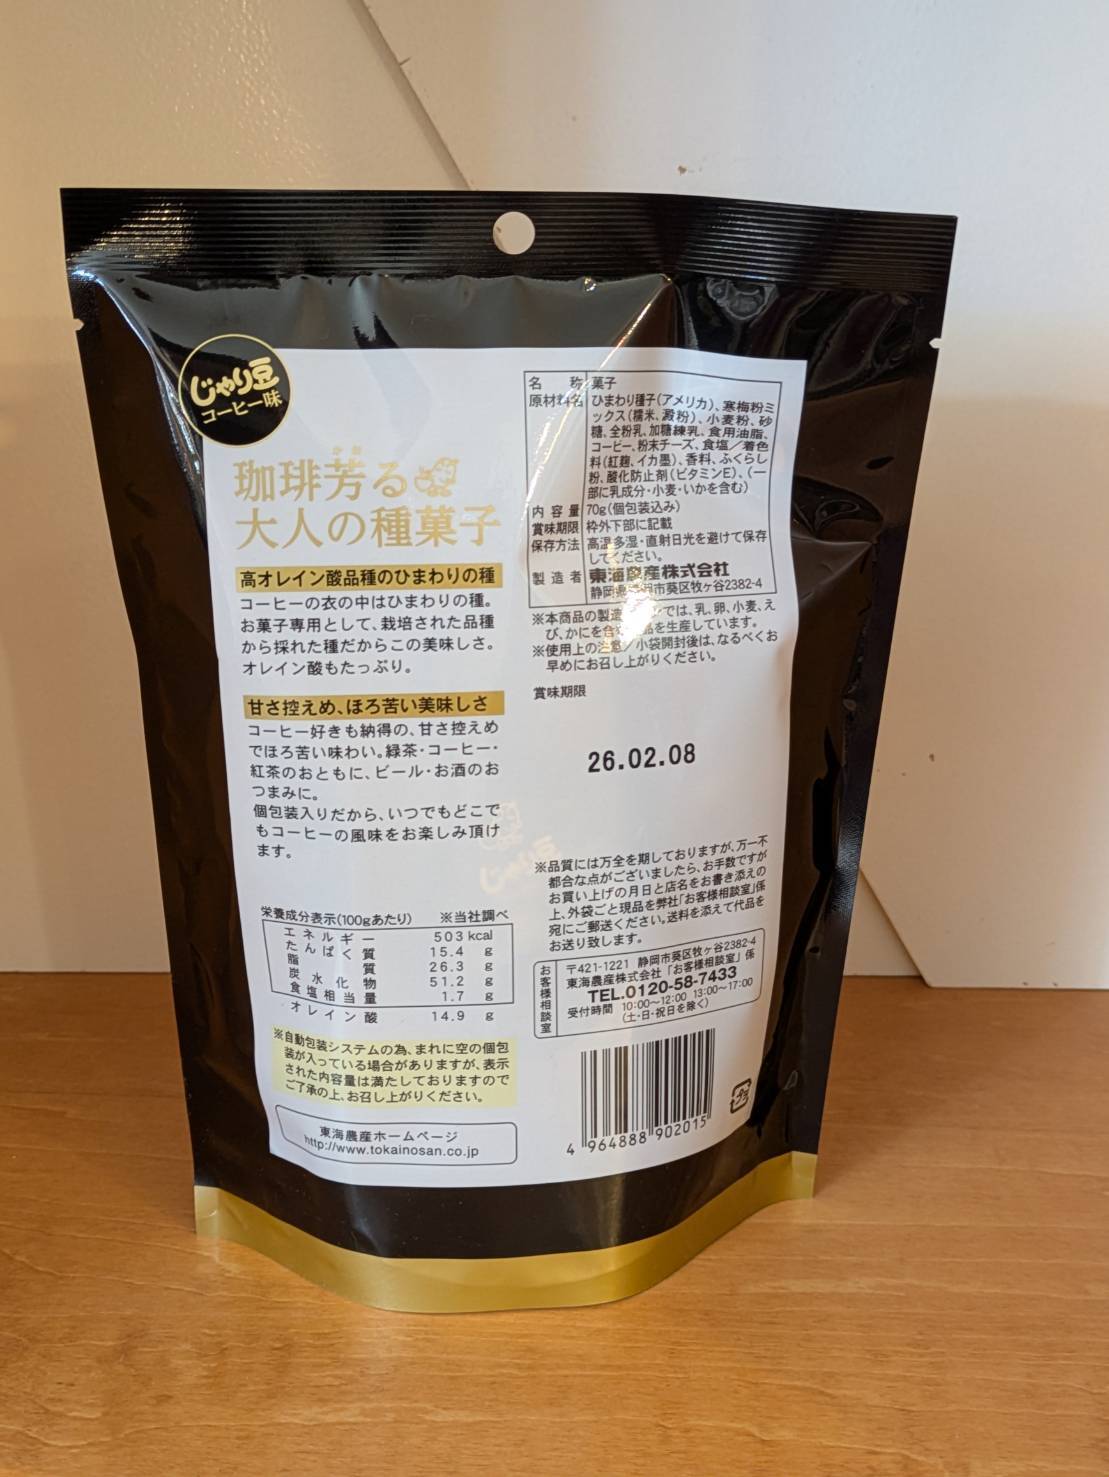 じゃり豆
コーヒー味
珈琲芳る
大人の種菓子
高オレイン酸品種のひまわりの種
コーヒーの衣の中はひまわりの種。
お菓子専用として、栽培された品種
から採れた種だからこの美味しさ。
オレイン酸もたっぷり。
甘さ控えめ、ほろ苦い美味しさ
コーヒー好きも納得の、甘さ控えめ
でほろ苦い味わい。緑茶・コーヒー・
紅茶のおともに、ビール・お酒のお
つまみに。
個包装入りだから、いつでもどこで
もコーヒーの風味をお楽しみ頂け
ます。
栄養成分表示(100gあたり) ※当社調べ
エネルギー 503 kcal
たんぱく質 15.4 g
脂質 26.3 g
炭水化物 51.2 g
食塩相当量 1.7 g
オレイン酸 14.9 g
※自動包装システムの為、まれに空の個包
装が入っている場合がありますが、表示
された内容量は満たしておりますので
ご了承の上、お召し上がりください。
東海農産ホームページ
http://www.tokainosan.co.jp
名称 菓子
原材料名 ひまわり種子(アメリカ)、寒梅粉ミ
ックス(糯米、澱粉)、小麦粉、砂
糖、全粉乳、加糖練乳、食用油脂、
コーヒー、粉末チーズ、食塩／着色
料(紅麹、イカ墨)、香料、ふくらし
粉、酸化防止剤(ビタミンE)、(一
部に乳成分・小麦・いかを含む)
内容量 70g(個包装込み)
賞味期限 枠外下部に記載
保存方法 高温多湿・直射日光を避けて保存
してください。
製造者 東海農産株式会社
静岡県静岡市葵区牧ヶ谷2382-4
※本商品の製造では、乳、卵、小麦、え
び、かにを含む品を生産しています。
※使用上の注意／小袋開封後は、なるべくお
早めにお召し上がりください。
賞味期限
26.02.08
※品質には万全を期しておりますが、万一不
都合な点がございましたら、お手数ですが
お買い上げの月日と店名をお書き添えの
上、外袋ごと現品を弊社「お客様相談室」係
宛にご郵送ください。送料を添えて代品を
お送り致します。
お客様相談室
〒421-1221 静岡市葵区牧ヶ谷2382-4
東海農産株式会社「お客様相談室」係
TEL.0120-58-7433
受付時間 10:00～12:00 13:00～17:00
(土・日・祝日を除く)
4 964888 902015